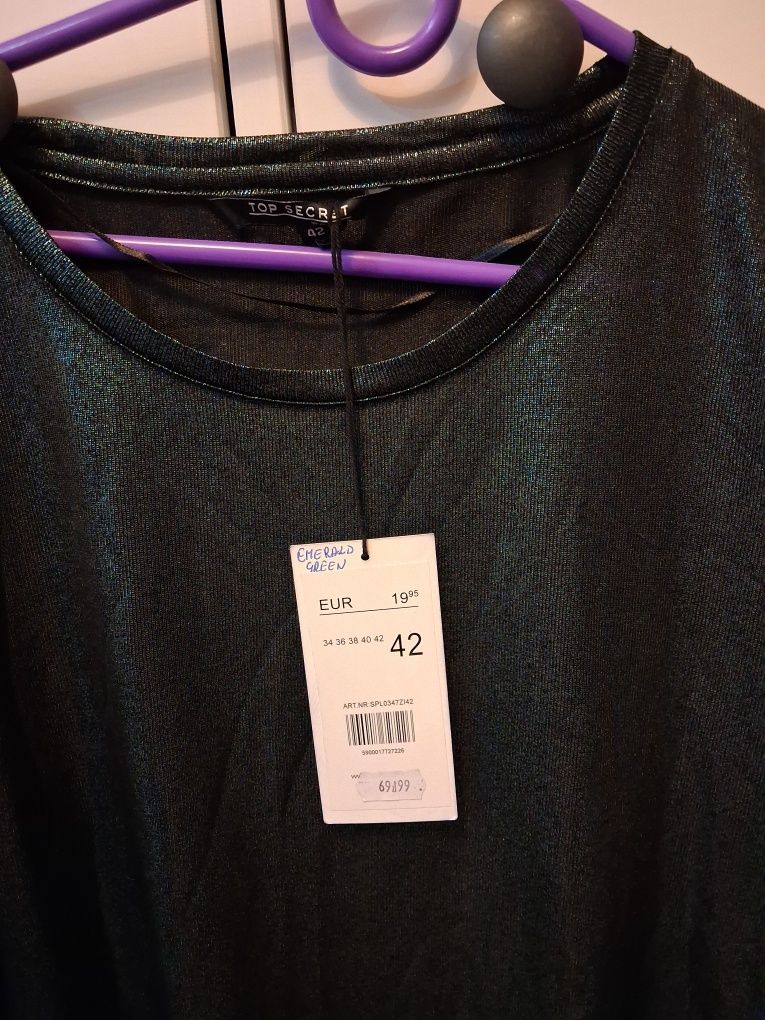 TOP SECRET
42
EMERALD
GREEN
EUR 19.95
34 36 38 40 42 42
ART.NR:SPL0347ZI42
5900017727226
69,99